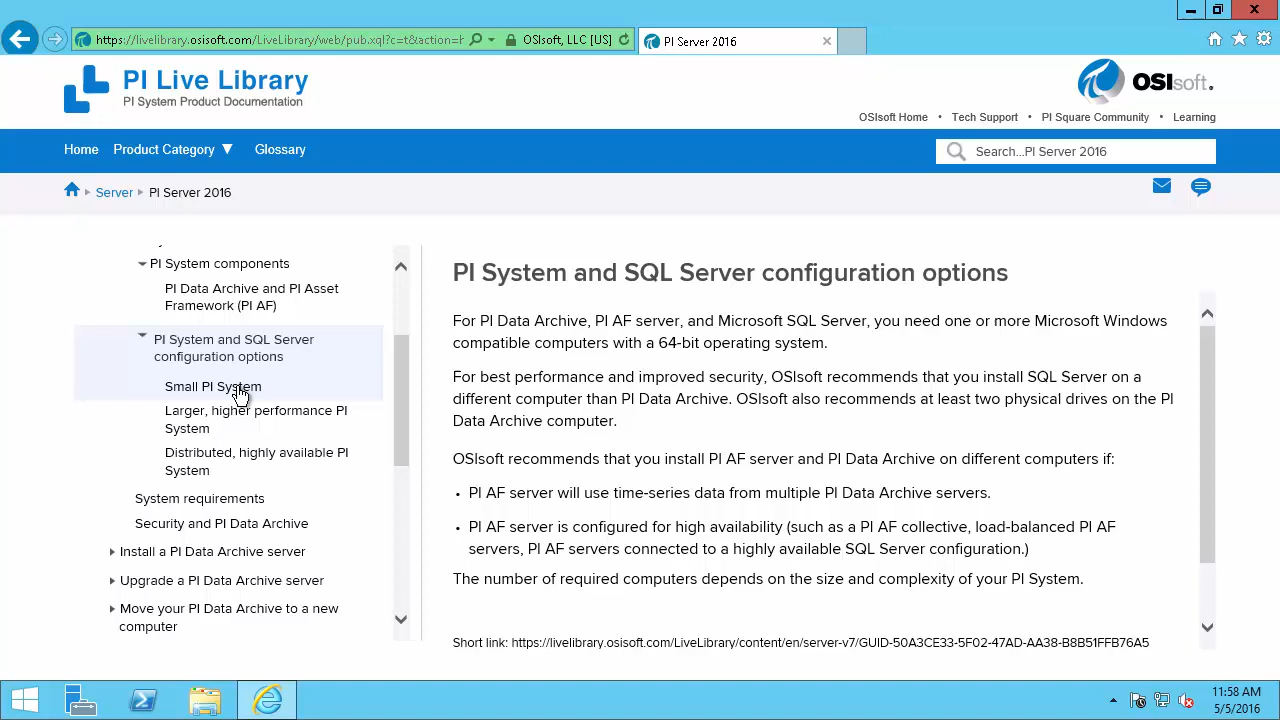 https://livelibrary.osisoft.com/LiveLibrary/web/pub.xql?c=t&action=h
OSIsoft, LLC [US]
PI Server 2016
PI Live Library
PI System Product Documentation
OSIsoft.
OSIsoft Home • Tech Support • PI Square Community • Learning
Home Product Category ▼ Glossary
Search...PI Server 2016
Server PI Server 2016
PI System components
PI Data Archive and PI Asset
Framework (PI AF)
PI System and SQL Server
configuration options
Small PI System
Larger, higher performance PI
System
Distributed, highly available PI
System
System requirements
Security and PI Data Archive
Install a PI Data Archive server
Upgrade a PI Data Archive server
Move your PI Data Archive to a new
computer
PI System and SQL Server configuration options
For PI Data Archive, PI AF server, and Microsoft SQL Server, you need one or more Microsoft Windows
compatible computers with a 64-bit operating system.
For best performance and improved security, OSIsoft recommends that you install SQL Server on a
different computer than PI Data Archive. OSIsoft also recommends at least two physical drives on the PI
Data Archive computer.
OSIsoft recommends that you install PI AF server and PI Data Archive on different computers if:
• PI AF server will use time-series data from multiple PI Data Archive servers.
• PI AF server is configured for high availability (such as a PI AF collective, load-balanced PI AF
servers, PI AF servers connected to a highly available SQL Server configuration.)
The number of required computers depends on the size and complexity of your PI System.
Short link: https://livelibrary.osisoft.com/LiveLibrary/content/en/server-v7/GUID-50A3CE33-5F02-47AD-AA38-B8B51FFB76A5
11:58 AM
5/5/2016